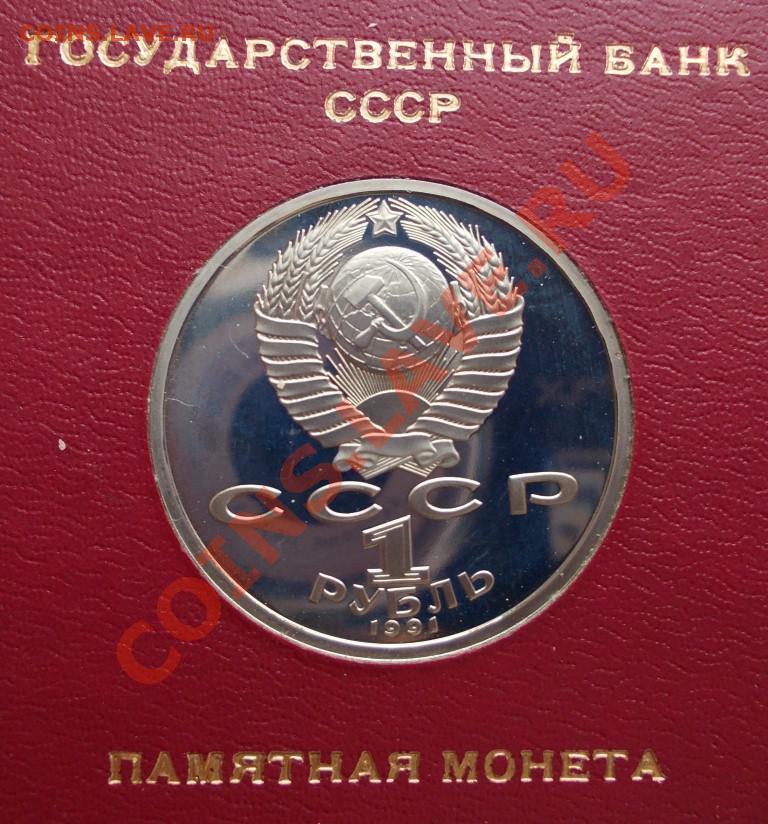 COINS.LAVE.RU
ГОСУДАРСТВЕННЫЙ БАНК
СССР
СССР
1
РУБЛЬ
1991
ПАМЯТНАЯ МОНЕТА
COINS.LAVE.RU